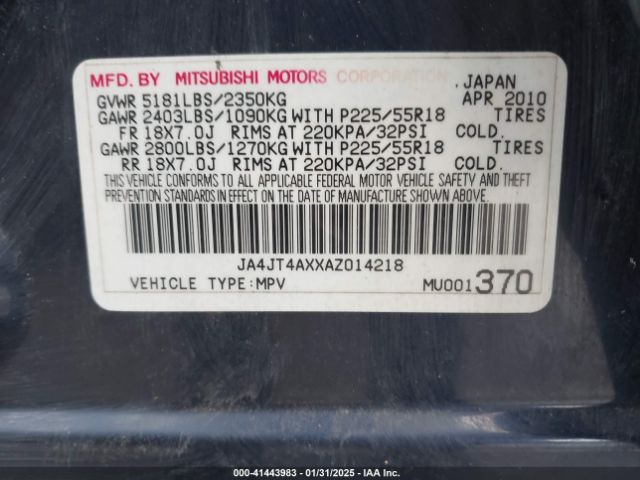 MFD. BY MITSUBISHI MOTORS CORPORATION . JAPAN
GVWR 5181LBS/2350KG APR 2010
GAWR 2403LBS/1090KG WITH P225/55R18 TIRES
FR 18X7.0J RIMS AT 220KPA/32PSI COLD.
GAWR 2800LBS/1270KG WITH P225/55R18 TIRES
RR 18X7.0J RIMS AT 220KPA/32PSI COLD.
THIS VEHICLE CONFORMS TO ALL APPLICABLE FEDERAL MOTOR VEHICLE SAFETY AND THEFT
PREVENTION STANDARDS IN EFFECT ON THE DATE OF MANUFACTURE SHOWN ABOVE.
JA4JT4AXXAZ014218
VEHICLE TYPE:MPV MU001370
© 41443983 - 01/31/2025 - IAA Inc.